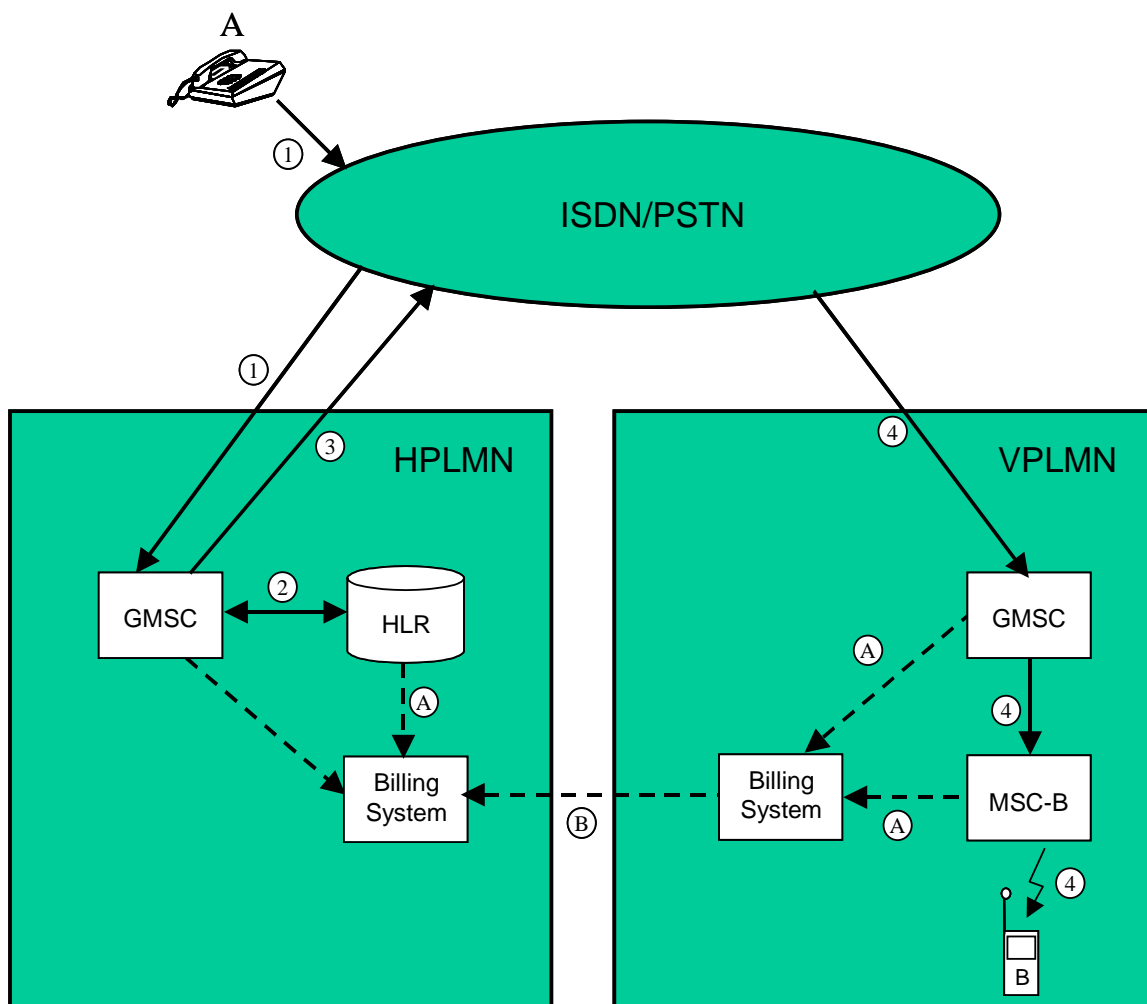 A
1
ISDN/PSTN
1
3
4
HPLMN
VPLMN
GMSC
2
HLR
GMSC
A
A
4
Billing
System
Billing
System
MSC-B
B
A
4
B